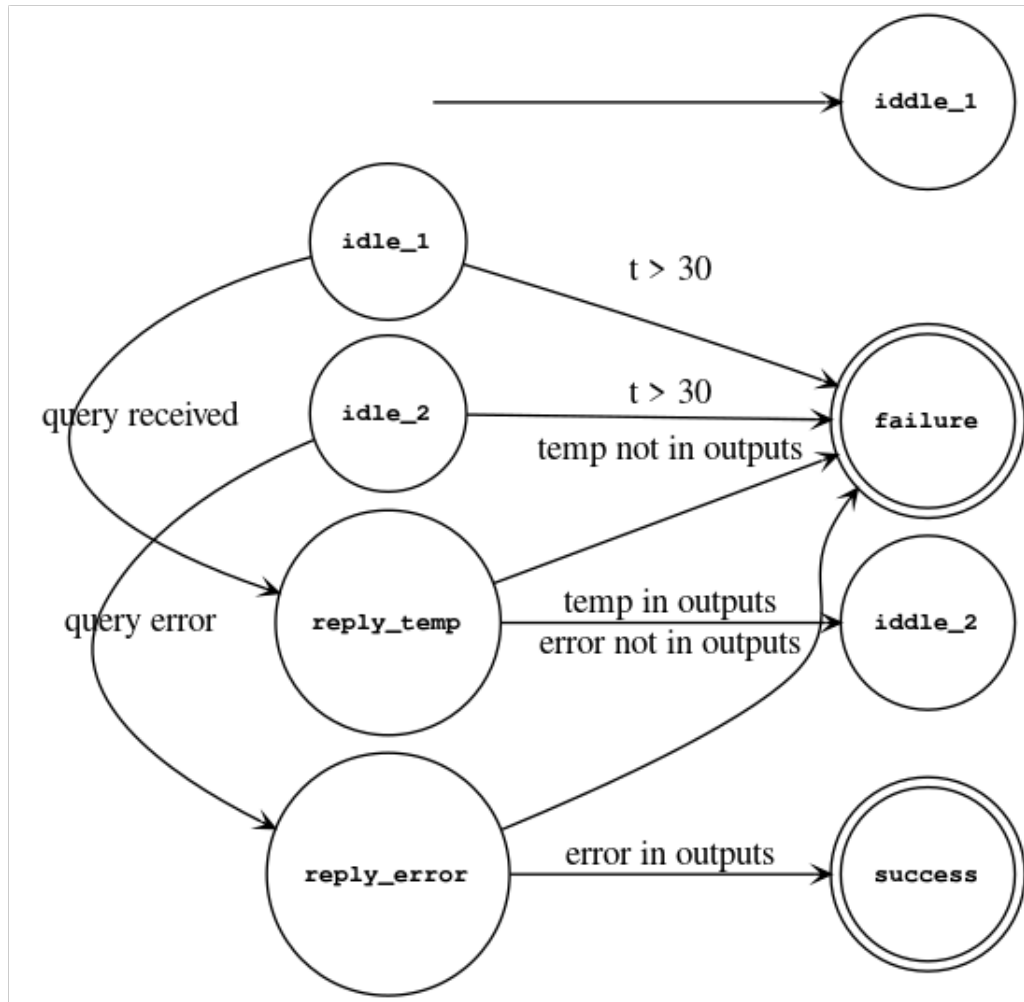 iddle_1
idle_1
t > 30
t > 30
query received
idle_2
failure
temp not in outputs
temp in outputs
query error
reply_temp
iddle_2
error not in outputs
error in outputs
reply_error
success